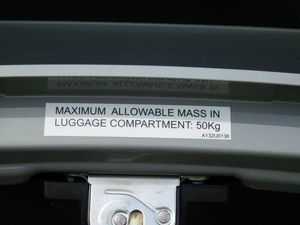 MAXIMUM ALLOWABLE MASS IN
LUGGAGE COMPARTMENT: 50Kg
A132U0136